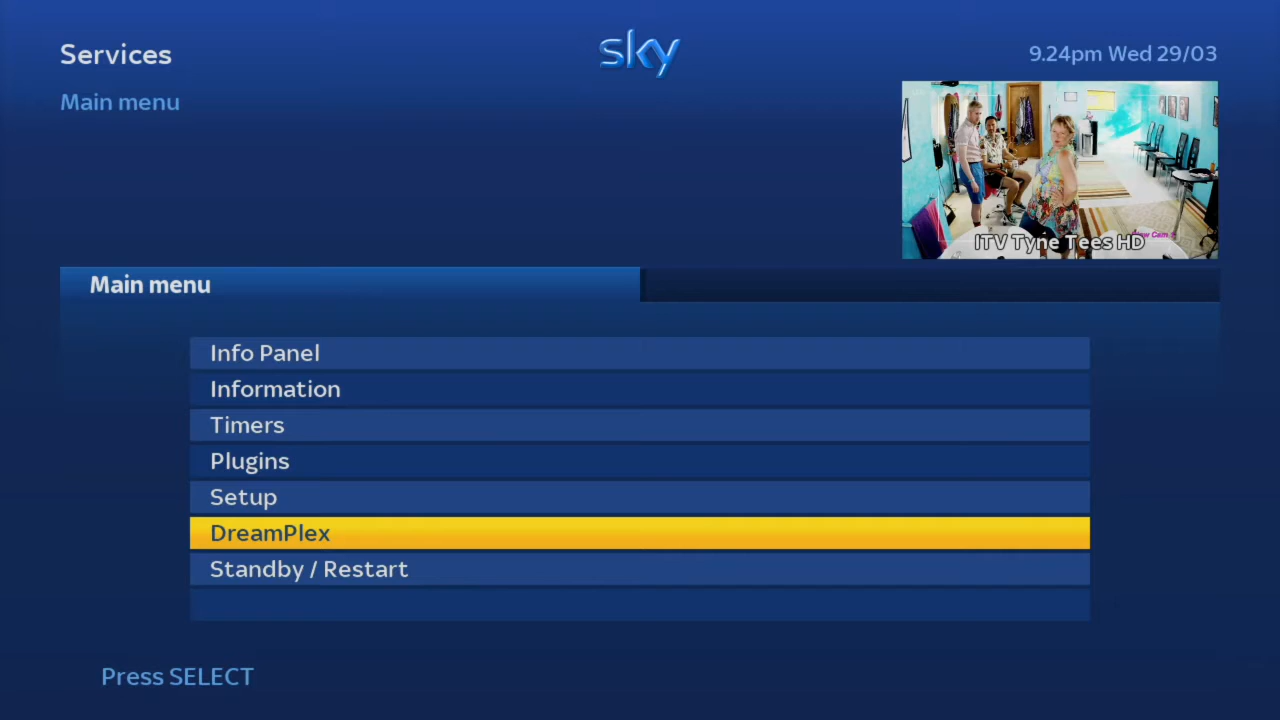 Services
sky
9.24pm Wed 29/03
Main menu
ITV Tyne Tees HD
Main menu
Info Panel
Information
Timers
Plugins
Setup
DreamPlex
Standby / Restart
Press SELECT